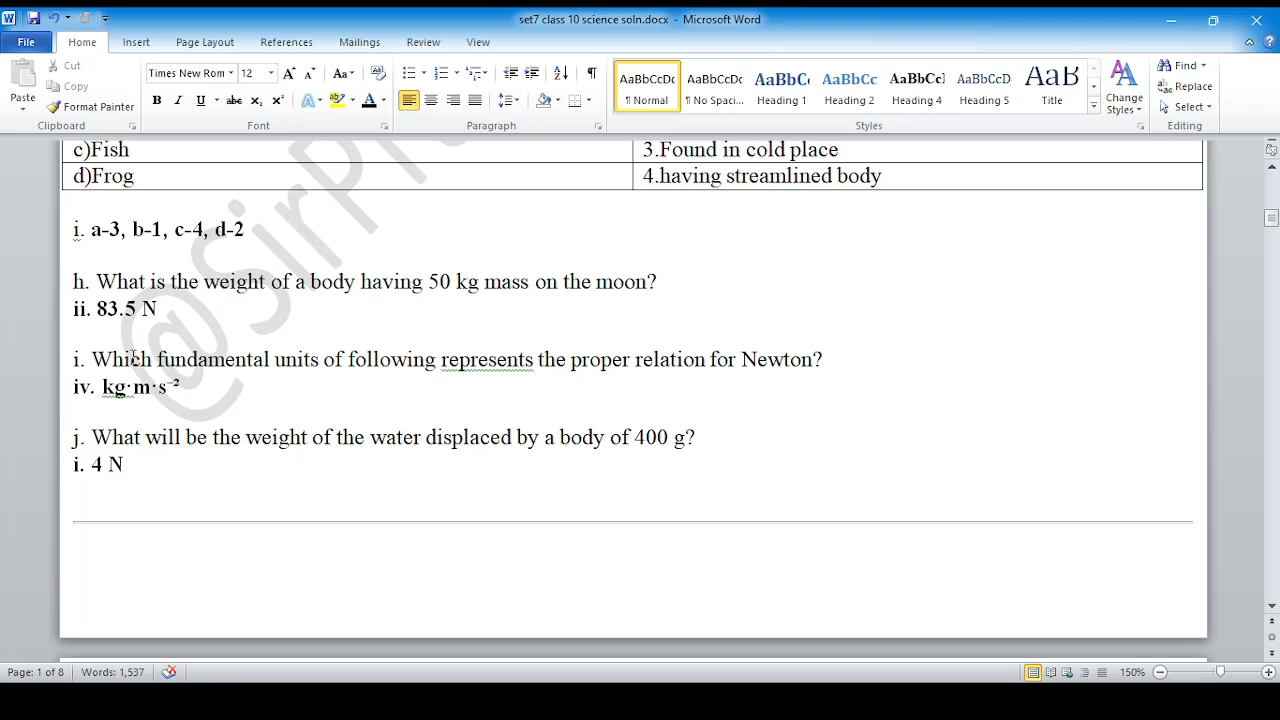 set7 class 10 science soln.docx - Microsoft Word
File Home Insert Page Layout References Mailings Review View
Paste
Cut
Copy
Format Painter
Times New Rom 12
AaBbCcDc AaBbCcDc AaBbC AaBbCc AaBbCcI AaBbCcD AaB
¶ Normal ¶ No Spaci... Heading 1 Heading 2 Heading 4 Heading 5 Title
Change Styles
Find
Replace
Select
Clipboard Font Paragraph Styles Editing
c)Fish 3.Found in cold place
d)Frog 4.having streamlined body
i. a-3, b-1, c-4, d-2
h. What is the weight of a body having 50 kg mass on the moon?
ii. 83.5 N
i. Which fundamental units of following represents the proper relation for Newton?
iv. kg·m·s⁻²
j. What will be the weight of the water displaced by a body of 400 g?
i. 4 N
Page: 1 of 8 Words: 1,537 150%